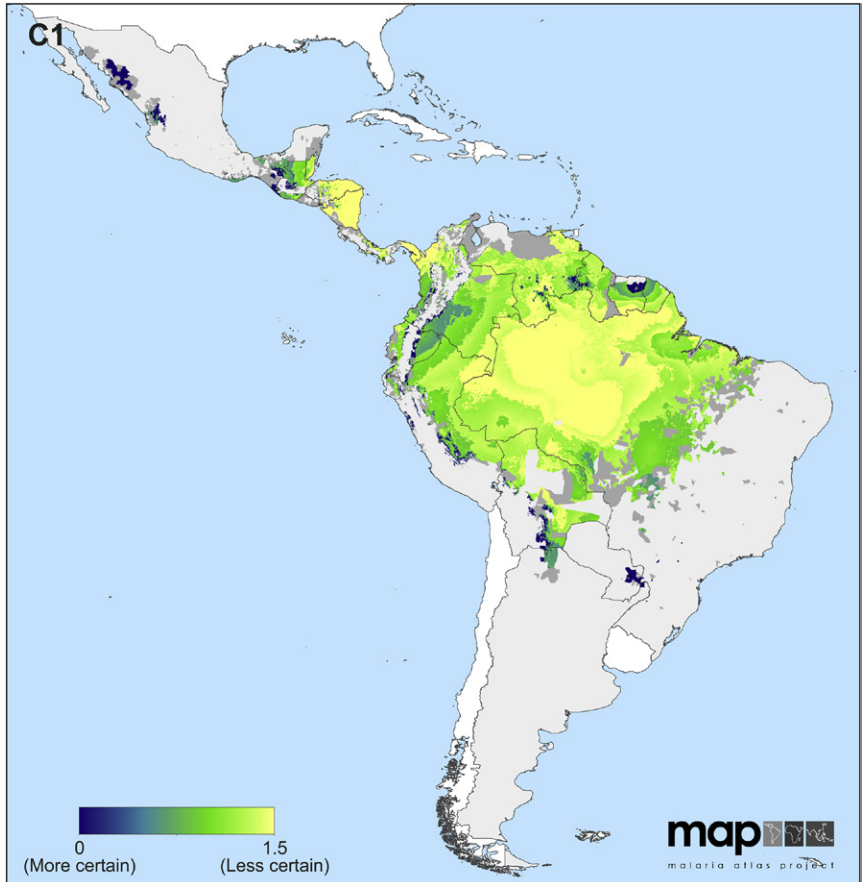 C1
0
1.5
(More certain)
(Less certain)
map
malaria atlas project